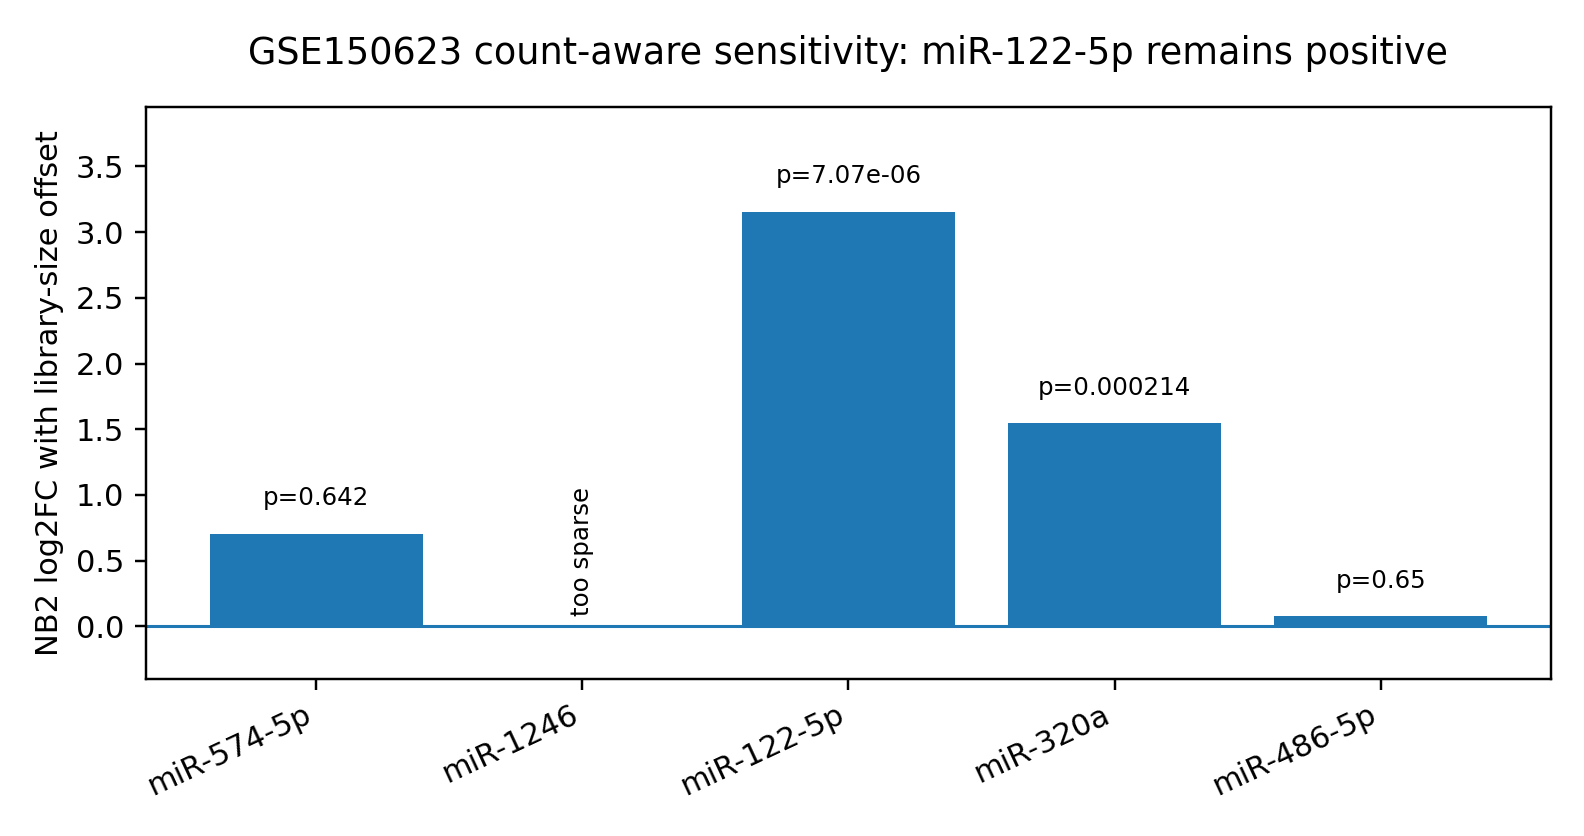 GSE150623 count-aware sensitivity: miR-122-5p remains positive
NB2 log2FC with library-size offset
3.5
3.0
2.5
2.0
1.5
1.0
0.5
0.0
p=0.642
too sparse
p=7.07e-06
p=0.000214
p=0.65
miR-574-5p
miR-1246
miR-122-5p
miR-320a
miR-486-5p